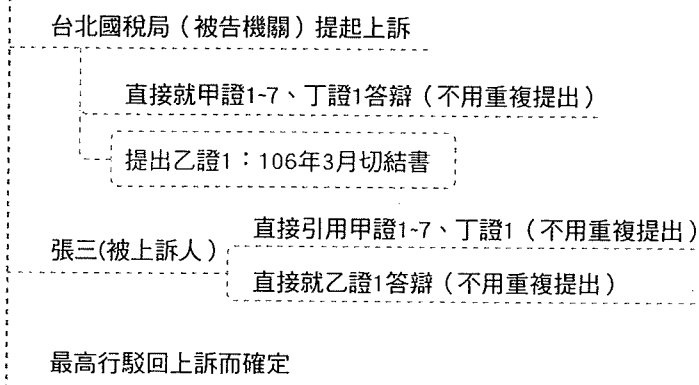 台北國稅局（被告機關）提起上訴
直接就甲證1~7、丁證1答辯（不用重複提出）
提出乙證1：106年3月切結書
直接引用甲證1~7、丁證1（不用重複提出）
張三(被上訴人）
直接就乙證1答辯（不用重複提出）
最高行駁回上訴而確定